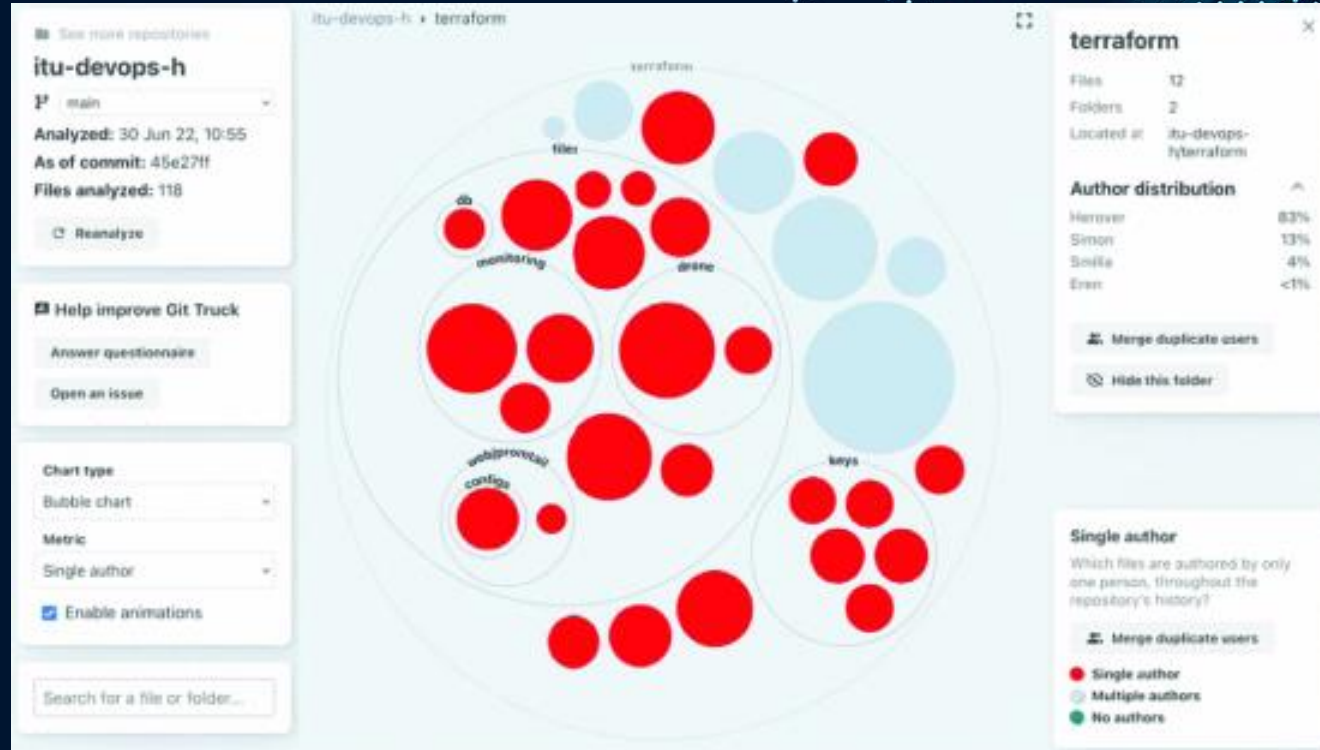 See more repositories
itu-devops-h
main
Analyzed: 30 Jun 22, 10:55
As of commit: 45e27ff
Files analyzed: 118
Reanalyze
Help improve Git Truck
Answer questionnaire
Open an issue
Chart type
Bubble chart
Metric
Single author
Enable animations
Search for a file or folder...
itu-devops-h › terraform
terraform
files
db
monitoring
drone
web/promtail
configs
keys
terraform
Files 12
Folders 2
Located at itu-devops-
h/terraform
Author distribution
Herover 83%
Simon 13%
Smilla 4%
Eren <1%
Merge duplicate users
Hide this folder
Single author
Which files are authored by only
one person, throughout the
repository's history?
Merge duplicate users
Single author
Multiple authors
No authors